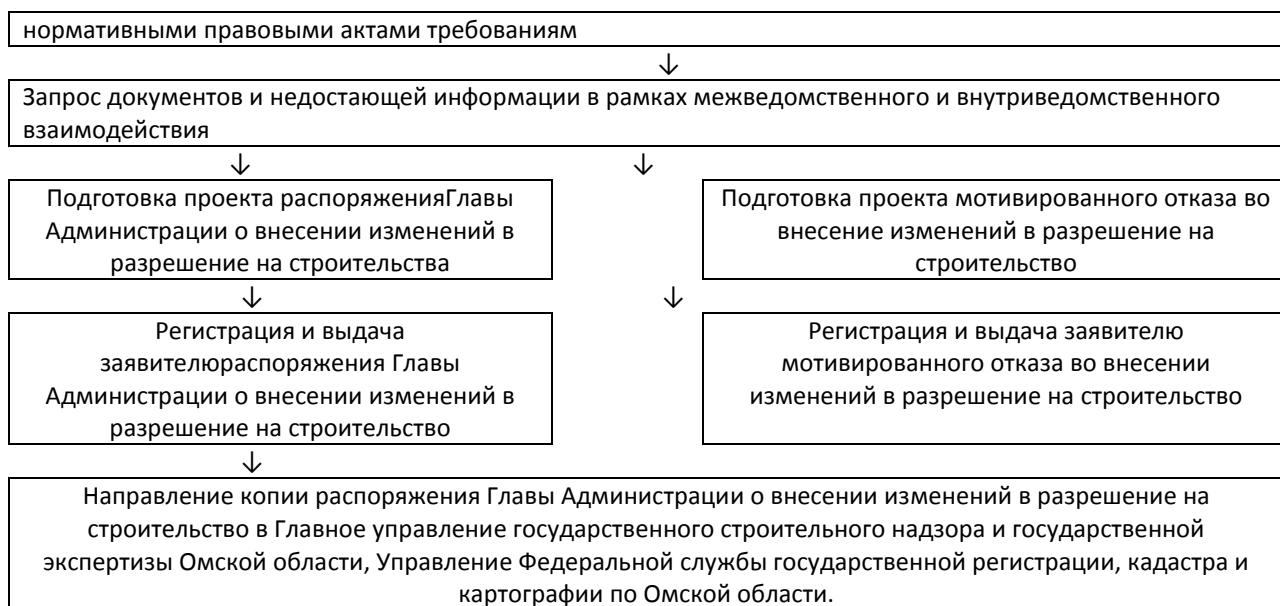 нормативными правовыми актами требованиям
↓
Запрос документов и недостающей информации в рамках межведомственного и внутриведомственного
взаимодействия
↓ ↓
Подготовка проекта распоряженияГлавы
Администрации о внесении изменений в
разрешение на строительства
Подготовка проекта мотивированного отказа во
внесение изменений в разрешение на
строительство
↓ ↓
Регистрация и выдача
заявителюраспоряжения Главы
Администрации о внесении изменений в
разрешение на строительство
Регистрация и выдача заявителю
мотивированного отказа во внесении
изменений в разрешение на строительство
↓
Направление копии распоряжения Главы Администрации о внесении изменений в разрешение на
строительство в Главное управление государственного строительного надзора и государственной
экспертизы Омской области, Управление Федеральной службы государственной регистрации, кадастра и
картографии по Омской области.